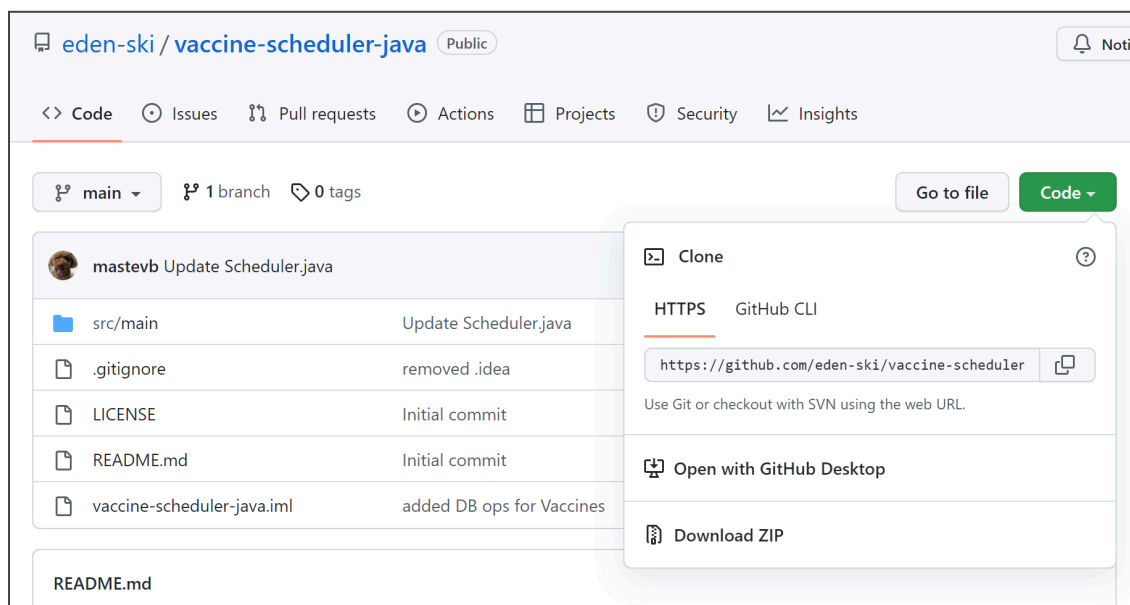 eden-ski / vaccine-scheduler-java Public
Noti
Code Issues Pull requests Actions Projects Security Insights
main 1 branch 0 tags Go to file Code
mastevb Update Scheduler.java
src/main Update Scheduler.java
.gitignore removed .idea
LICENSE Initial commit
README.md Initial commit
vaccine-scheduler-java.iml added DB ops for Vaccines
README.md
Clone
HTTPS GitHub CLI
https://github.com/eden-ski/vaccine-scheduler
Use Git or checkout with SVN using the web URL.
Open with GitHub Desktop
Download ZIP